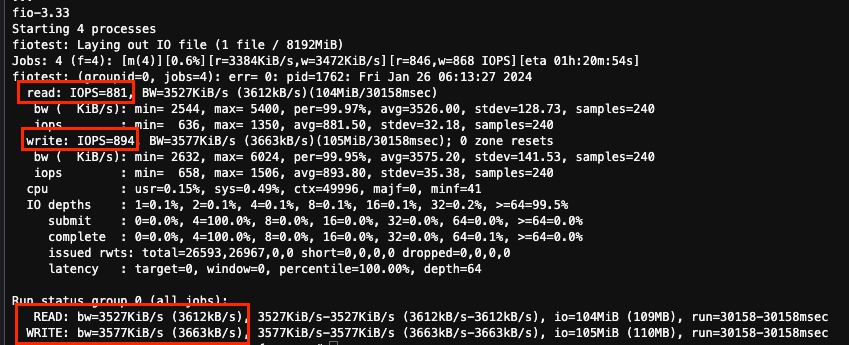 fio-3.33
Starting 4 processes
fiotest: Laying out IO file (1 file / 8192MiB)
Jobs: 4 (f=4): [m(4)][0.6%][r=3384KiB/s,w=3472KiB/s][r=846,w=868 IOPS][eta 01h:20m:54s]
fiotest: (groupid=0, jobs=4): err= 0: pid=1762: Fri Jan 26 06:13:27 2024
read: IOPS=881, BW=3527KiB/s (3612kB/s)(104MiB/30158msec)
bw ( KiB/s): min= 2544, max= 5400, per=99.97%, avg=3526.00, stdev=128.73, samples=240
iops : min= 636, max= 1350, avg=881.50, stdev=32.18, samples=240
write: IOPS=894 BW=3577KiB/s (3663kB/s)(105MiB/30158msec); 0 zone resets
bw ( KiB/s): min= 2632, max= 6024, per=99.95%, avg=3575.20, stdev=141.53, samples=240
iops : min= 658, max= 1506, avg=893.80, stdev=35.38, samples=240
cpu : usr=0.15%, sys=0.49%, ctx=49996, majf=0, minf=41
IO depths : 1=0.1%, 2=0.1%, 4=0.1%, 8=0.1%, 16=0.1%, 32=0.2%, >=64=99.5%
submit : 0=0.0%, 4=100.0%, 8=0.0%, 16=0.0%, 32=0.0%, 64=0.0%, >=64=0.0%
complete : 0=0.0%, 4=100.0%, 8=0.0%, 16=0.0%, 32=0.0%, 64=0.1%, >=64=0.0%
issued rwts: total=26593,26967,0,0 short=0,0,0,0 dropped=0,0,0,0
latency : target=0, window=0, percentile=100.00%, depth=64
Run status group 0 (all jobs):
READ: bw=3527KiB/s (3612kB/s), 3527KiB/s-3527KiB/s (3612kB/s-3612kB/s), io=104MiB (109MB), run=30158-30158msec
WRITE: bw=3577KiB/s (3663kB/s), 3577KiB/s-3577KiB/s (3663kB/s-3663kB/s), io=105MiB (110MB), run=30158-30158msec